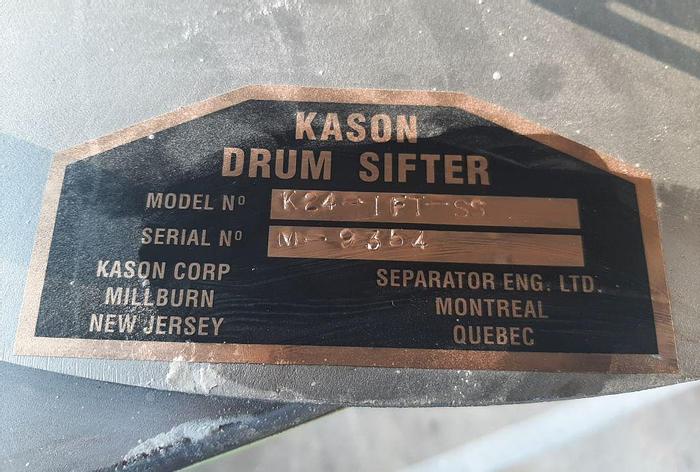 KASON
DRUM SIFTER
MODEL Nº K24-1FT-SS
SERIAL Nº M-9354
KASON CORP
MILLBURN
NEW JERSEY
SEPARATOR ENG. LTD.
MONTREAL
QUEBEC